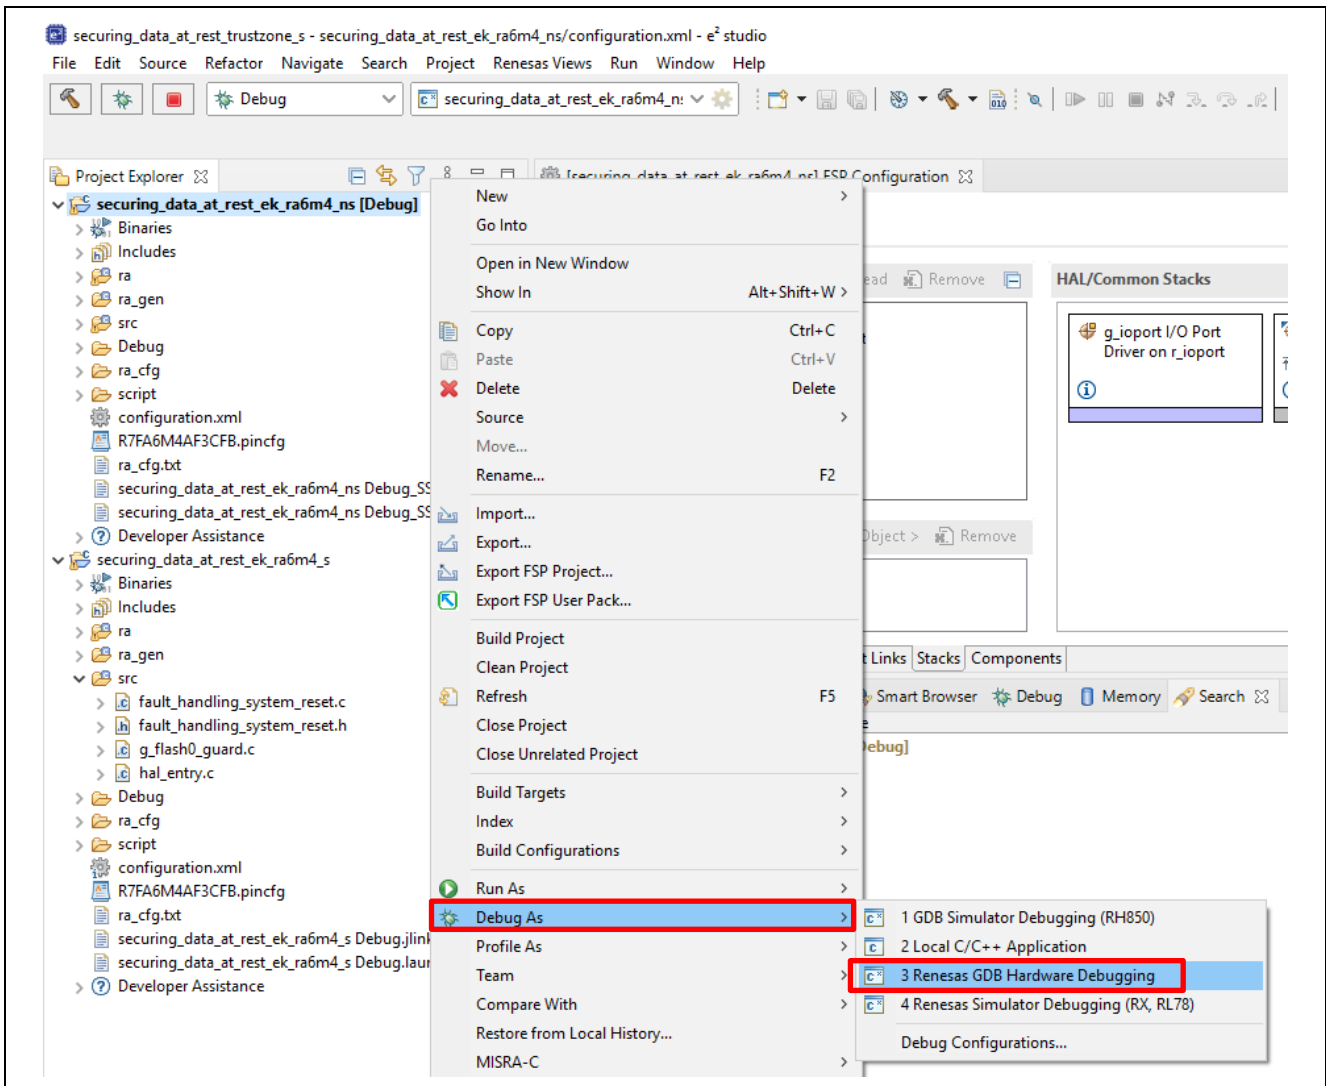 securing_data_at_rest_trustzone_s - securing_data_at_rest_ek_ra6m4_ns/configuration.xml - e² studio
File Edit Source Refactor Navigate Search Project Renesas Views Run Window Help
Debug
securing_data_at_rest_ek_ra6m4_n
Project Explorer
[securing_data_at_rest_ek_ra6m4_ns] FSP Configuration
securing_data_at_rest_ek_ra6m4_ns [Debug]
Binaries
Includes
ra
ra_gen
src
Debug
ra_cfg
script
configuration.xml
R7FA6M4AF3CFB.pincfg
ra_cfg.txt
securing_data_at_rest_ek_ra6m4_ns Debug_SS
securing_data_at_rest_ek_ra6m4_ns Debug_SS
Developer Assistance
securing_data_at_rest_ek_ra6m4_s
Binaries
Includes
ra
ra_gen
src
fault_handling_system_reset.c
fault_handling_system_reset.h
g_flash0_guard.c
hal_entry.c
Debug
ra_cfg
script
configuration.xml
R7FA6M4AF3CFB.pincfg
ra_cfg.txt
securing_data_at_rest_ek_ra6m4_s Debug.jlink
securing_data_at_rest_ek_ra6m4_s Debug.laun
Developer Assistance
New
Go Into
Open in New Window
Show In Alt+Shift+W
Copy Ctrl+C
Paste Ctrl+V
Delete Delete
Source
Move...
Rename... F2
Import...
Export...
Export FSP Project...
Export FSP User Pack...
Build Project
Clean Project
Refresh F5
Close Project
Close Unrelated Project
Build Targets
Index
Build Configurations
Run As
Debug As
Profile As
Team
Compare With
Restore from Local History...
MISRA-C
1 GDB Simulator Debugging (RH850)
2 Local C/C++ Application
3 Renesas GDB Hardware Debugging
4 Renesas Simulator Debugging (RX, RL78)
Debug Configurations...
ead Remove
HAL/Common Stacks
g_ioport I/O Port
Driver on r_ioport
Object > Remove
t Links Stacks Components
Smart Browser Debug Memory Search
ebug]